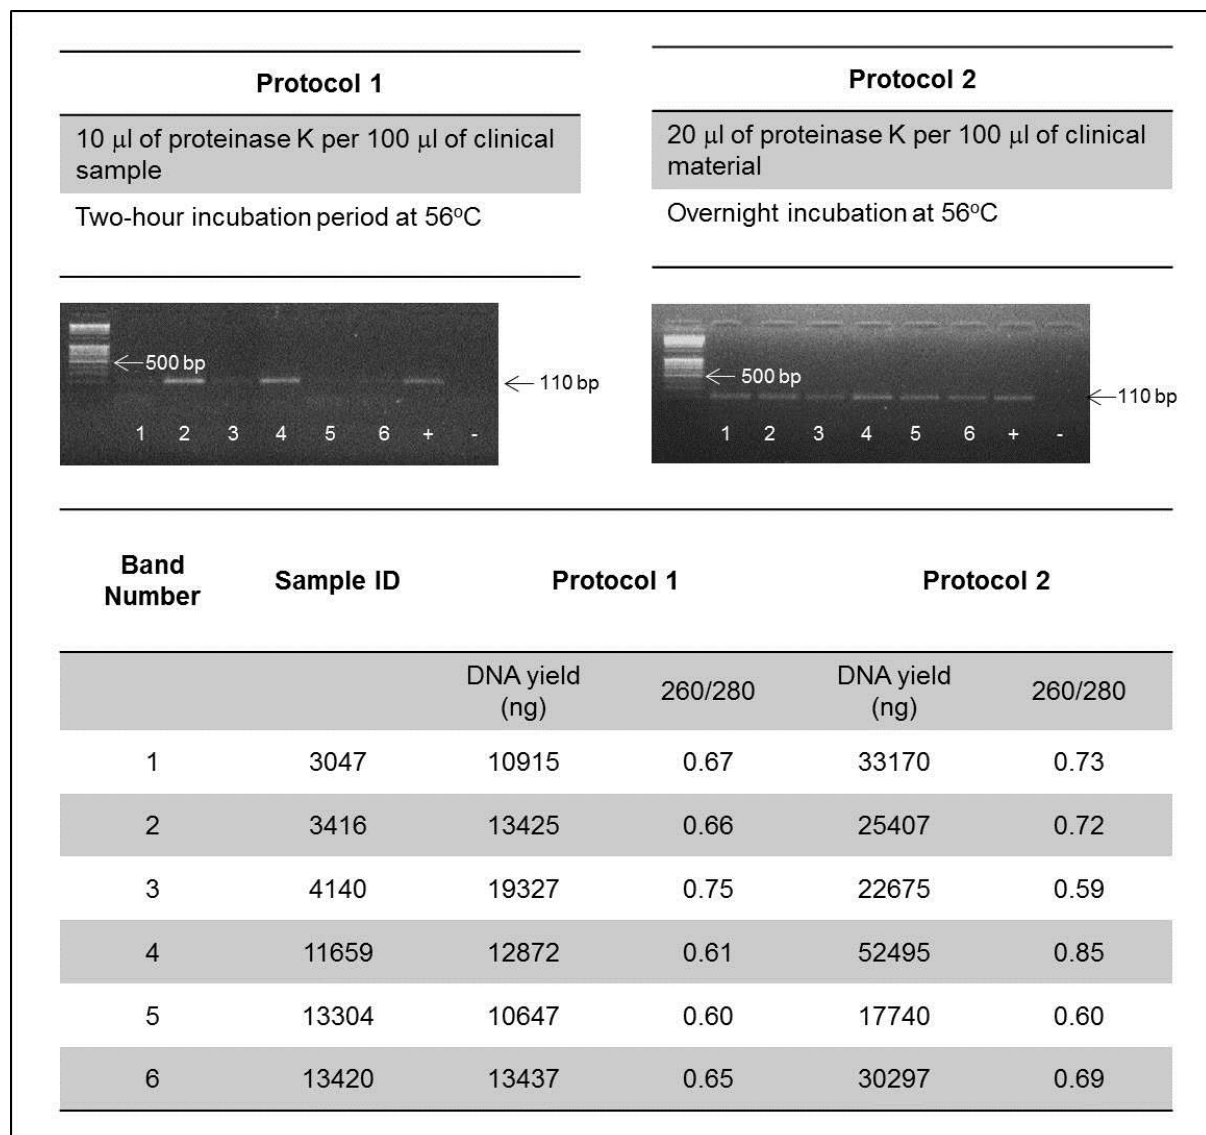 Protocol 1
10 μl of proteinase K per 100 μl of clinical
sample
Two-hour incubation period at 56ºC
Protocol 2
20 μl of proteinase K per 100 μl of clinical
material
Overnight incubation at 56ºC
500 bp
110 bp
1 2 3 4 5 6 + -
500 bp
110 bp
1 2 3 4 5 6 + -
Band
Number Sample ID Protocol 1 Protocol 2
DNA yield
(ng) 260/280 DNA yield
(ng) 260/280
1 3047 10915 0.67 33170 0.73
2 3416 13425 0.66 25407 0.72
3 4140 19327 0.75 22675 0.59
4 11659 12872 0.61 52495 0.85
5 13304 10647 0.60 17740 0.60
6 13420 13437 0.65 30297 0.69